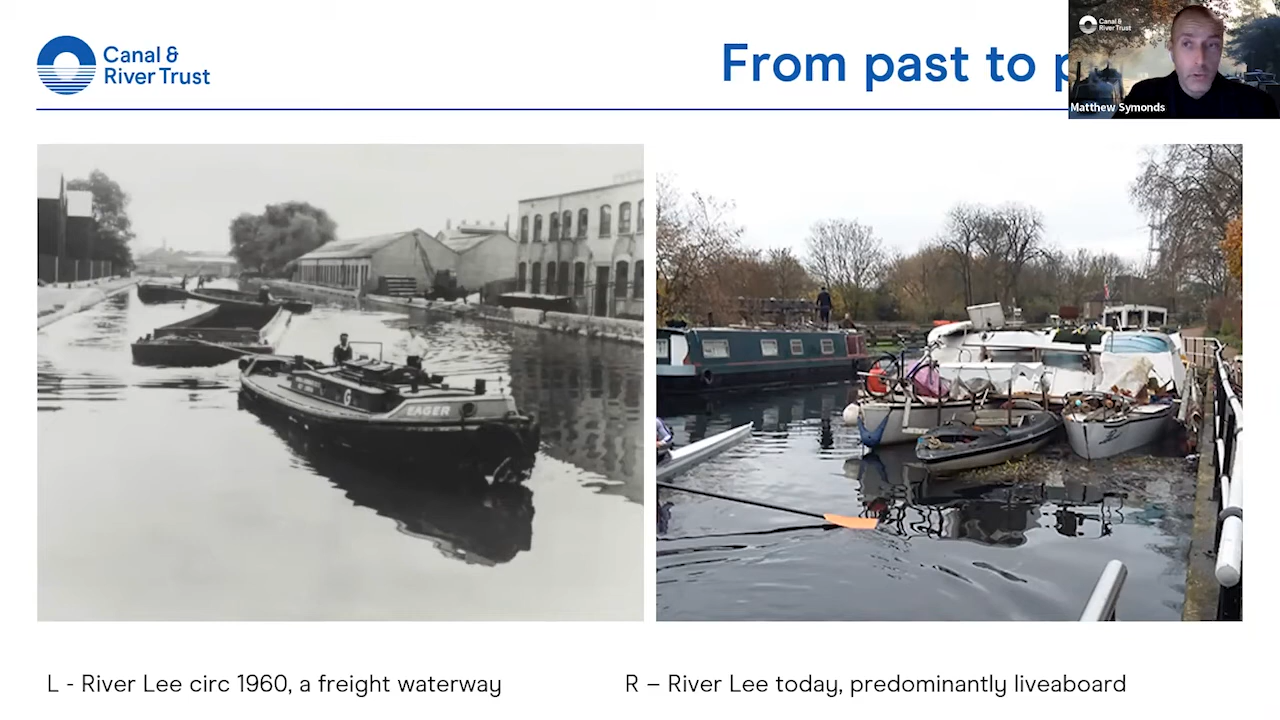 Canal &
River Trust
From past to p
Canal &
River Trust
Matthew Symonds
G
EAGER
L - River Lee circ 1960, a freight waterway
R – River Lee today, predominantly liveaboard